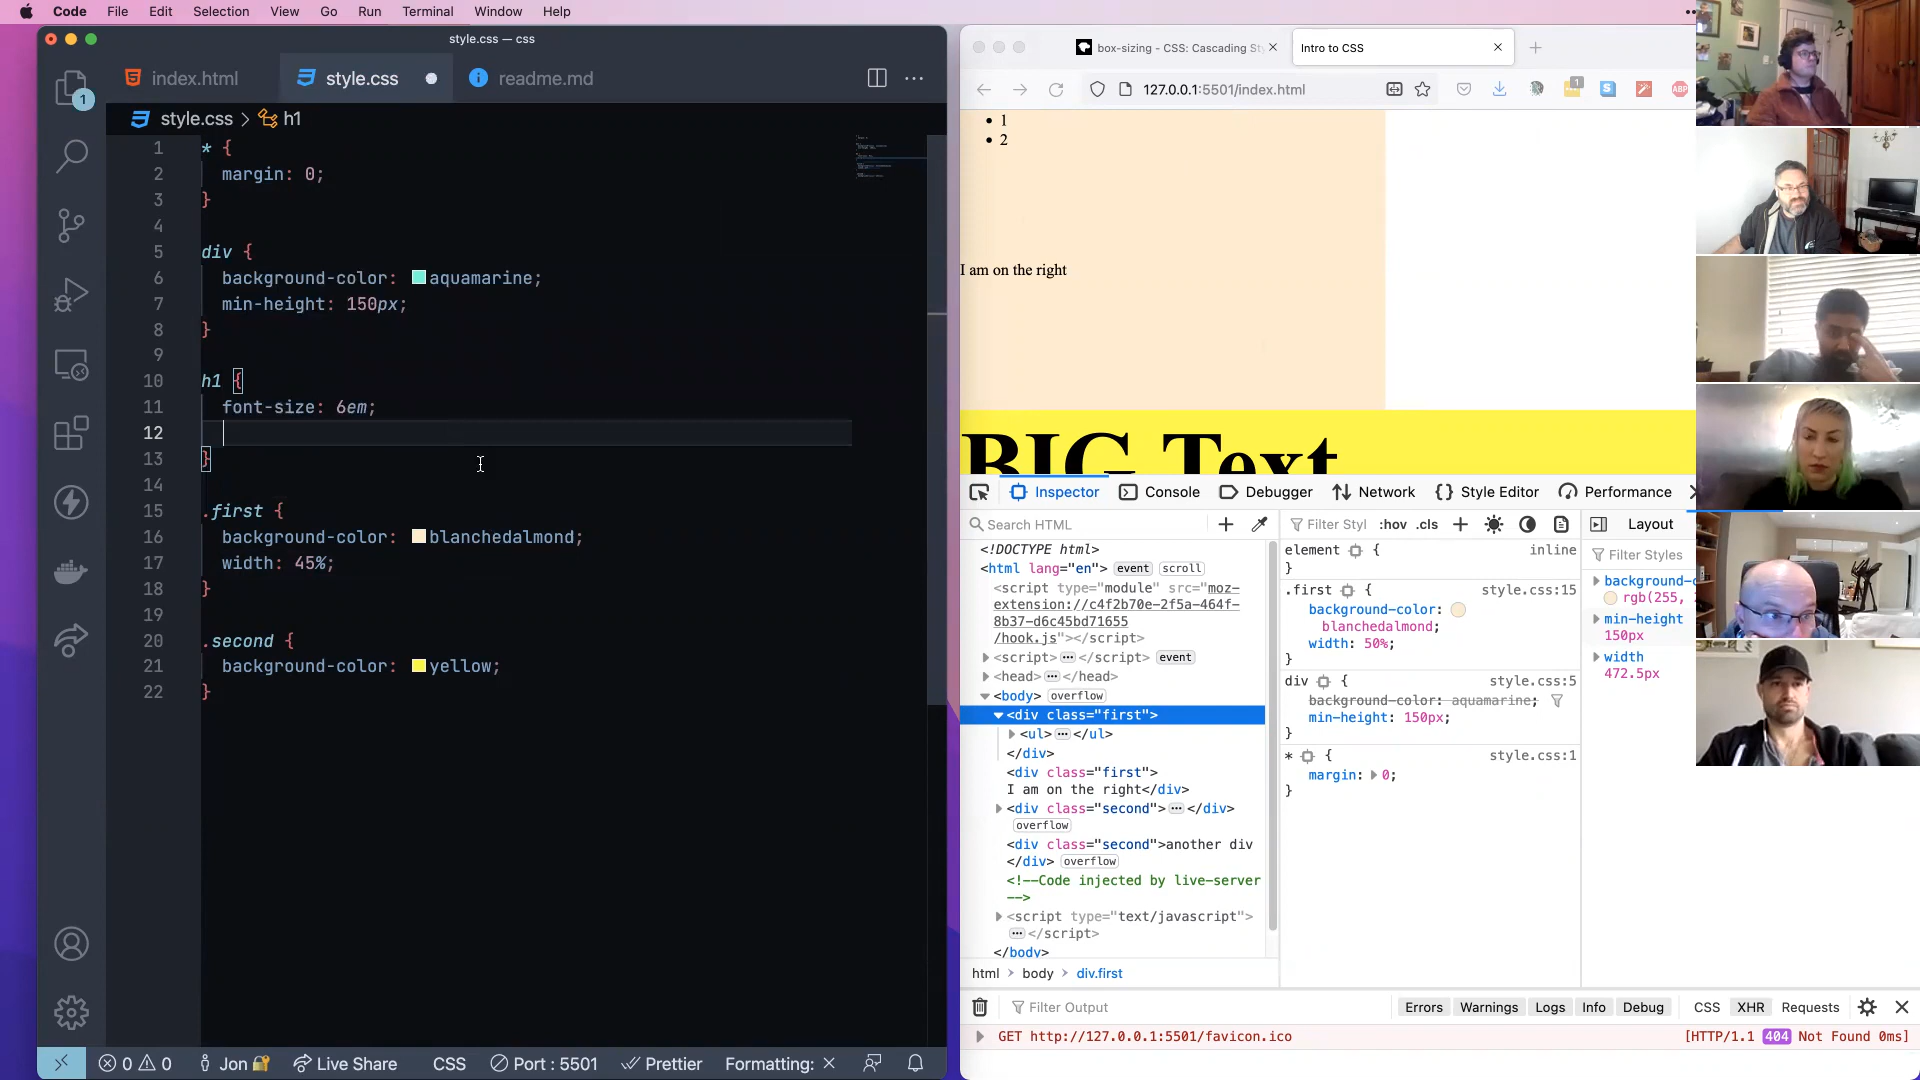 Code File Edit Selection View Go Run Terminal Window Help
style.css — css
index.html style.css readme.md
style.css > h1
1 * {
2 margin: 0;
3 }
4
5 div {
6 background-color: aquamarine;
7 min-height: 150px;
8 }
9
10 h1 {
11 font-size: 6em;
12
13 }
14
15 .first {
16 background-color: blanchedalmond;
17 width: 45%;
18 }
19
20 .second {
21 background-color: yellow;
22 }
1
0 0 Jon Live Share CSS Port : 5501 Prettier Formatting: ×
box-sizing - CSS: Cascading St
Intro to CSS
127.0.0.1:5501/index.html
1
ABP
• 1
• 2
I am on the right
BIG Text
Inspector Console Debugger Network Style Editor Performance
Search HTML
<!DOCTYPE html>
<html lang="en"> event scroll
<script type="module" src="moz-
extension://c4f2b70e-2f5a-464f-
8b37-d6c45bd71655
/hook.js"></script>
<script> ••• </script> event
<head> ••• </head>
<body> overflow
<div class="first">
<ul> ••• </ul>
</div>
<div class="first">
I am on the right</div>
<div class="second"> ••• </div>
overflow
<div class="second">another div
</div> overflow
<!--Code injected by live-server
-->
<script type="text/javascript">
••• </script>
</body>
html > body > div.first
Filter Styl :hov .cls +
element { inline
}
.first { style.css:15
background-color:
blanchedalmond;
width: 50%;
}
div { style.css:5
background-color: aquamarine;
min-height: 150px;
}
* { style.css:1
margin: 0;
}
Layout
Filter Styles
background-c
rgb(255,
min-height
150px
width
472.5px
Filter Output
Errors Warnings Logs Info Debug CSS XHR Requests
GET http://127.0.0.1:5501/favicon.ico [HTTP/1.1 404 Not Found 0ms]